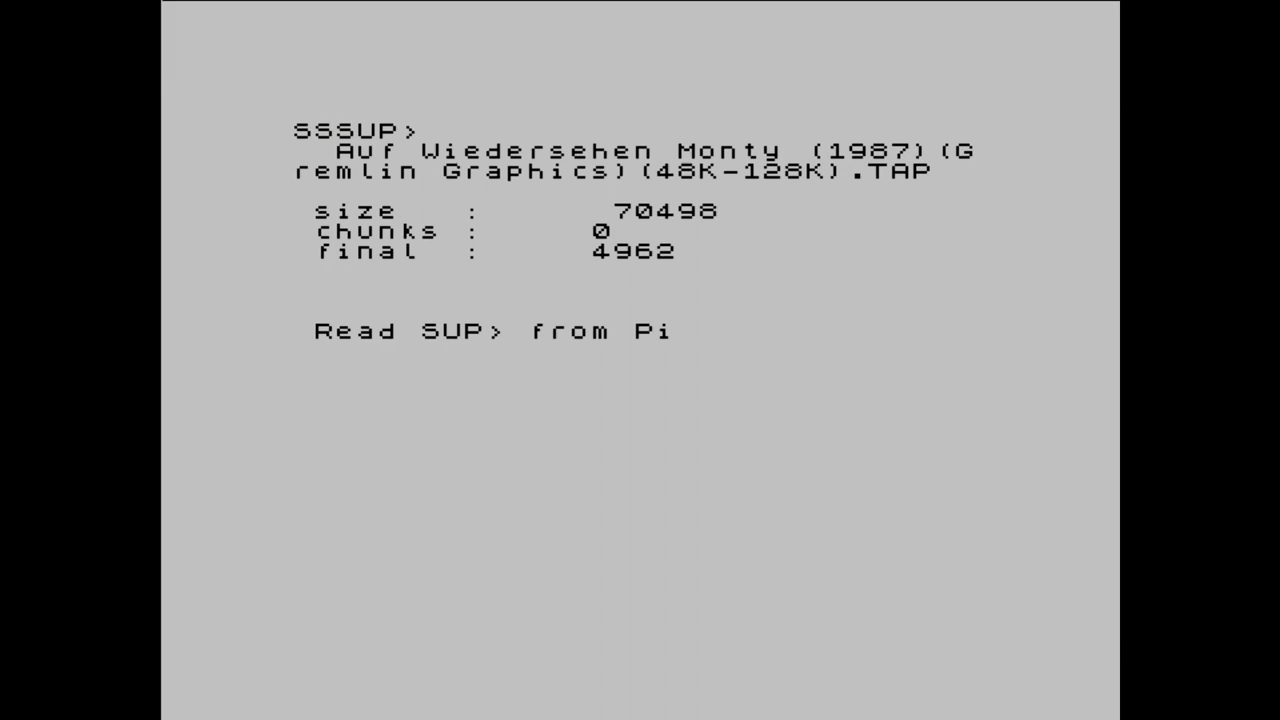 SSSUP>
Auf Wiedersehen Monty (1987)(G
remlin Graphics)(48K-128K).TAP
size : 70498
chunks : 0
final : 4962
Read SUP> from Pi